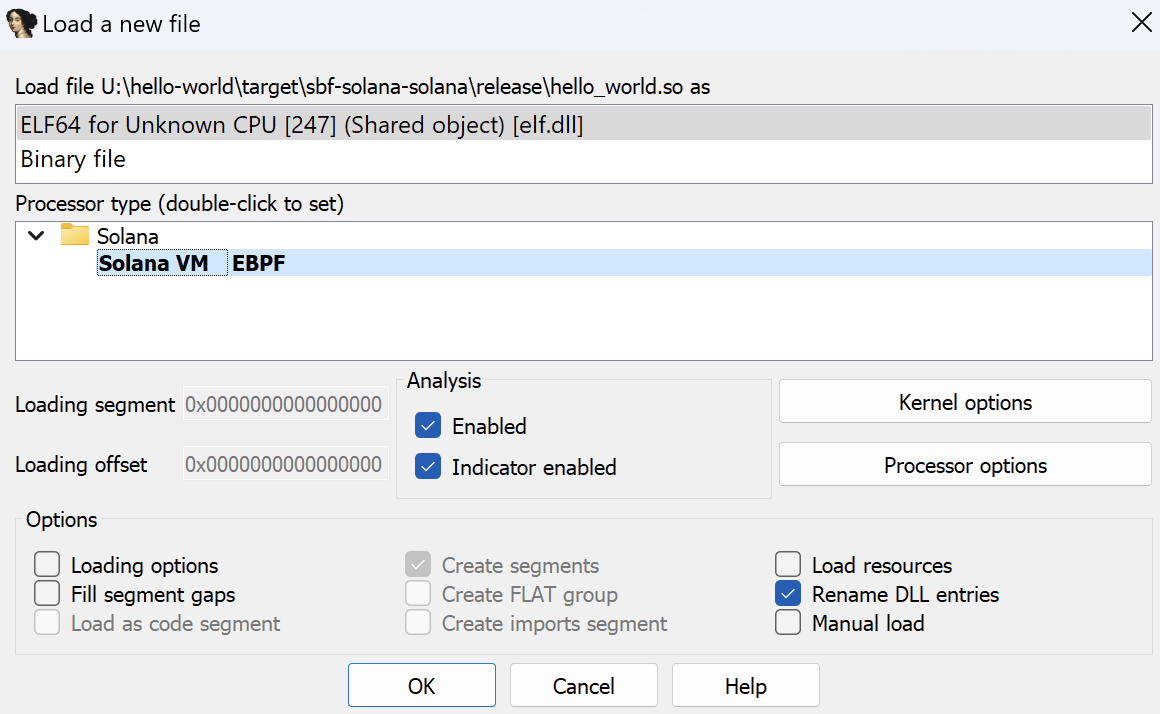 Load a new file
Load file U:\hello-world\target\sbf-solana-solana\release\hello_world.so as
ELF64 for Unknown CPU [247] (Shared object) [elf.dll]
Binary file
Processor type (double-click to set)
Solana
Solana VM EBPF
Loading segment 0x0000000000000000
Loading offset 0x0000000000000000
Analysis
Enabled
Indicator enabled
Kernel options
Processor options
Options
Loading options
Fill segment gaps
Load as code segment
Create segments
Create FLAT group
Create imports segment
Load resources
Rename DLL entries
Manual load
OK
Cancel
Help